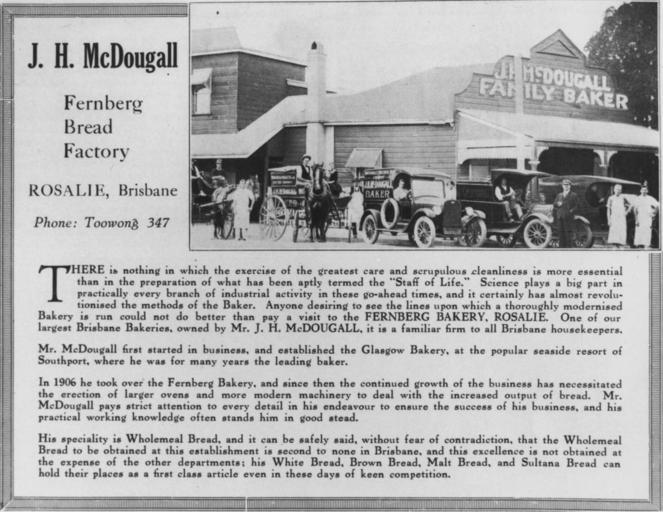 J. H. McDougall
Fernberg
Bread
Factory
ROSALIE, Brisbane
Phone: Toowong 347
J. H. McDOUGALL
FAMILY BAKER
J. H. McDOUGALL
BAKER
THERE is nothing in which the exercise of the greatest care and scrupulous cleanliness is more essential
than in the preparation of what has been aptly termed the "Staff of Life." Science plays a big part in
practically every branch of industrial activity in these go-ahead times, and it certainly has almost revolu-
tionised the methods of the Baker. Anyone desiring to see the lines upon which a thoroughly modernised
Bakery is run could not do better than pay a visit to the FERNBERG BAKERY, ROSALIE. One of our
largest Brisbane Bakeries, owned by Mr. J. H. McDOUGALL, it is a familiar firm to all Brisbane housekeepers.
Mr. McDougall first started in business, and established the Glasgow Bakery, at the popular seaside resort of
Southport, where he was for many years the leading baker.
In 1906 he took over the Fernberg Bakery, and since then the continued growth of the business has necessitated
the erection of larger ovens and more modern machinery to deal with the increased output of bread. Mr.
McDougall pays strict attention to every detail in his endeavour to ensure the success of his business, and his
practical working knowledge often stands him in good stead.
His speciality is Wholemeal Bread, and it can be safely said, without fear of contradiction, that the Wholemeal
Bread to be obtained at this establishment is second to none in Brisbane, and this excellence is not obtained at
the expense of the other departments; his White Bread, Brown Bread, Malt Bread, and Sultana Bread can
hold their places as a first class article even in these days of keen competition.